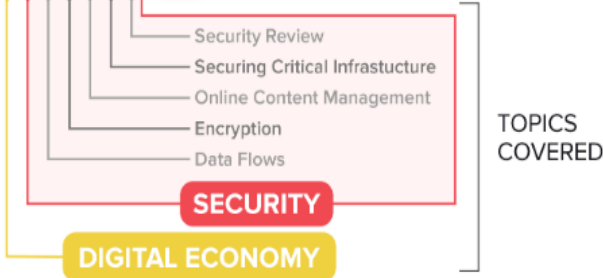 Security Review
Securing Critical Infrastucture
Online Content Management
Encryption
Data Flows
SECURITY
DIGITAL ECONOMY
TOPICS
COVERED